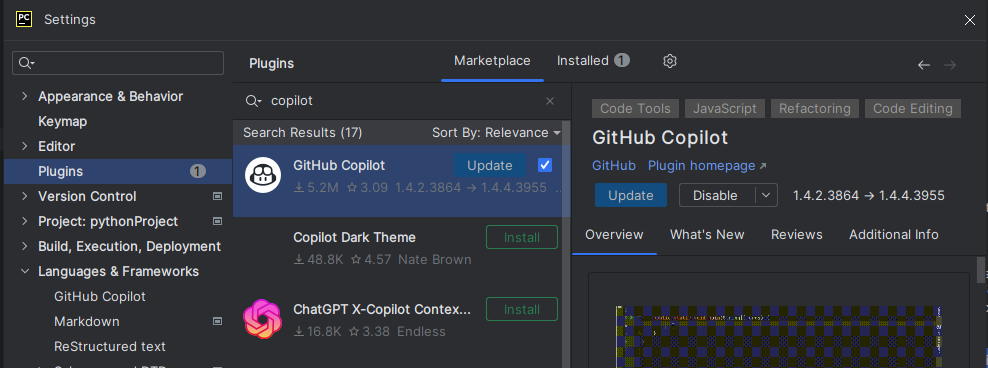 PC Settings
Plugins Marketplace Installed 1
Appearance & Behavior
Keymap
Editor
Plugins 1
Version Control
Project: pythonProject
Build, Execution, Deployment
Languages & Frameworks
GitHub Copilot
Markdown
ReStructured text
copilot
Search Results (17) Sort By: Relevance
GitHub Copilot Update
5.2M 3.09 1.4.2.3864 → 1.4.4.3955 ..
Copilot Dark Theme Install
48.8K 4.57 Nate Brown
ChatGPT X-Copilot Contex... Install
16.8K 3.38 Endless
Code Tools JavaScript Refactoring Code Editing
GitHub Copilot
GitHub Plugin homepage ↗
Update Disable 1.4.2.3864 → 1.4.4.3955
Overview What's New Reviews Additional Info